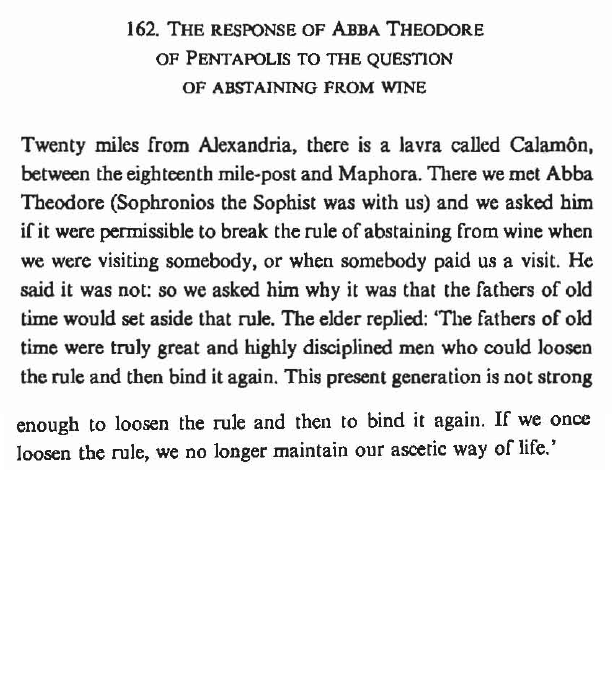 162. THE RESPONSE OF ABBA THEODORE
OF PENTAPOLIS TO THE QUESTION
OF ABSTAINING FROM WINE
Twenty miles from Alexandria, there is a lavra called Calamôn,
between the eighteenth mile-post and Maphora. There we met Abba
Theodore (Sophronios the Sophist was with us) and we asked him
if it were permissible to break the rule of abstaining from wine when
we were visiting somebody, or when somebody paid us a visit. He
said it was not: so we asked him why it was that the fathers of old
time would set aside that rule. The elder replied: ‘The fathers of old
time were truly great and highly disciplined men who could loosen
the rule and then bind it again. This present generation is not strong
enough to loosen the rule and then to bind it again. If we once
loosen the rule, we no longer maintain our ascetic way of life.’